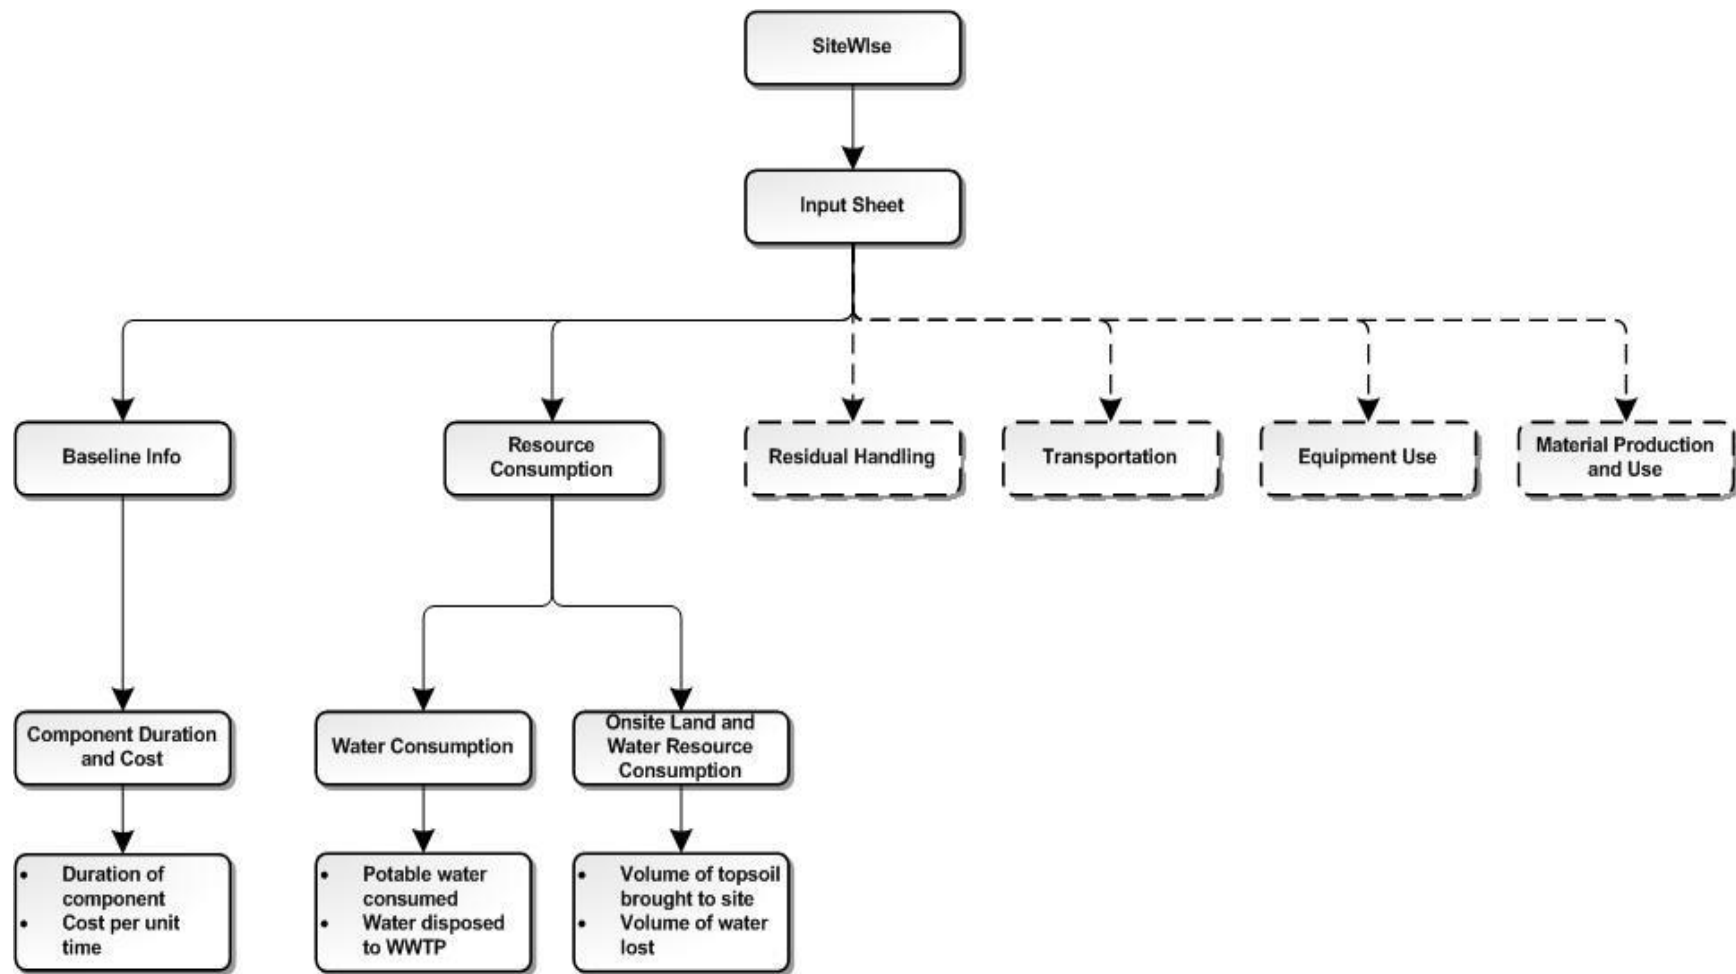 SiteWIse
Input Sheet
Baseline Info
Resource
Consumption
Residual Handling
Transportation
Equipment Use
Material Production
and Use
Component Duration
and Cost
Water Consumption
Onsite Land and
Water Resource
Consumption
• Duration of
component
• Cost per unit
time
• Potable water
consumed
• Water disposed
to WWTP
• Volume of topsoil
brought to site
• Volume of water
lost